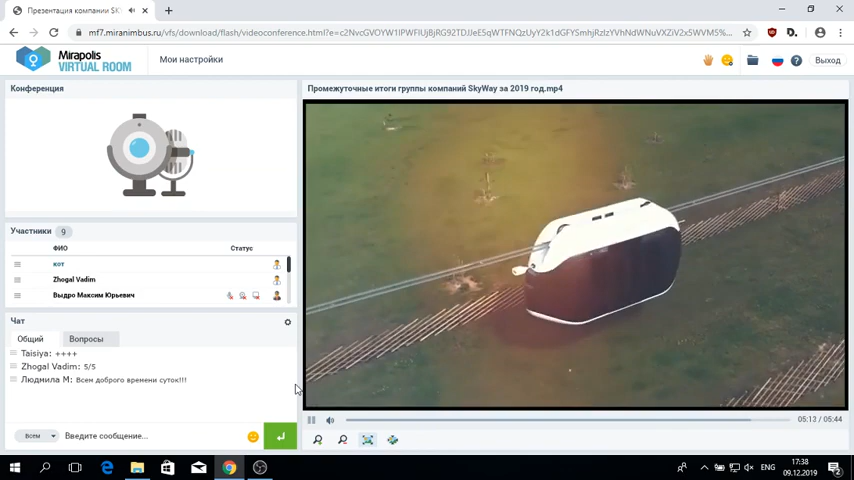 Презентация компании SK
mf7.miranimbus.ru/vfs/download/flash/videoconference.html?e=
Mirapolis
VIRTUAL ROOM
Мои настройки
Выход
Конференция
Промежуточные итоги группы компаний SkyWay за 2019 год.mp4
Участники 9
ФИО Статус
кот
Zhogal Vadim
Выдро Максим Юрьевич
Чат
Общий Вопросы
Taisiya: ++++
Zhogal Vadim: 5/5
Людмила М: Всем доброго времени суток!!!
Всем Введите сообщение...
05:13 / 05:44
ENG
17:38
09.12.2019
2